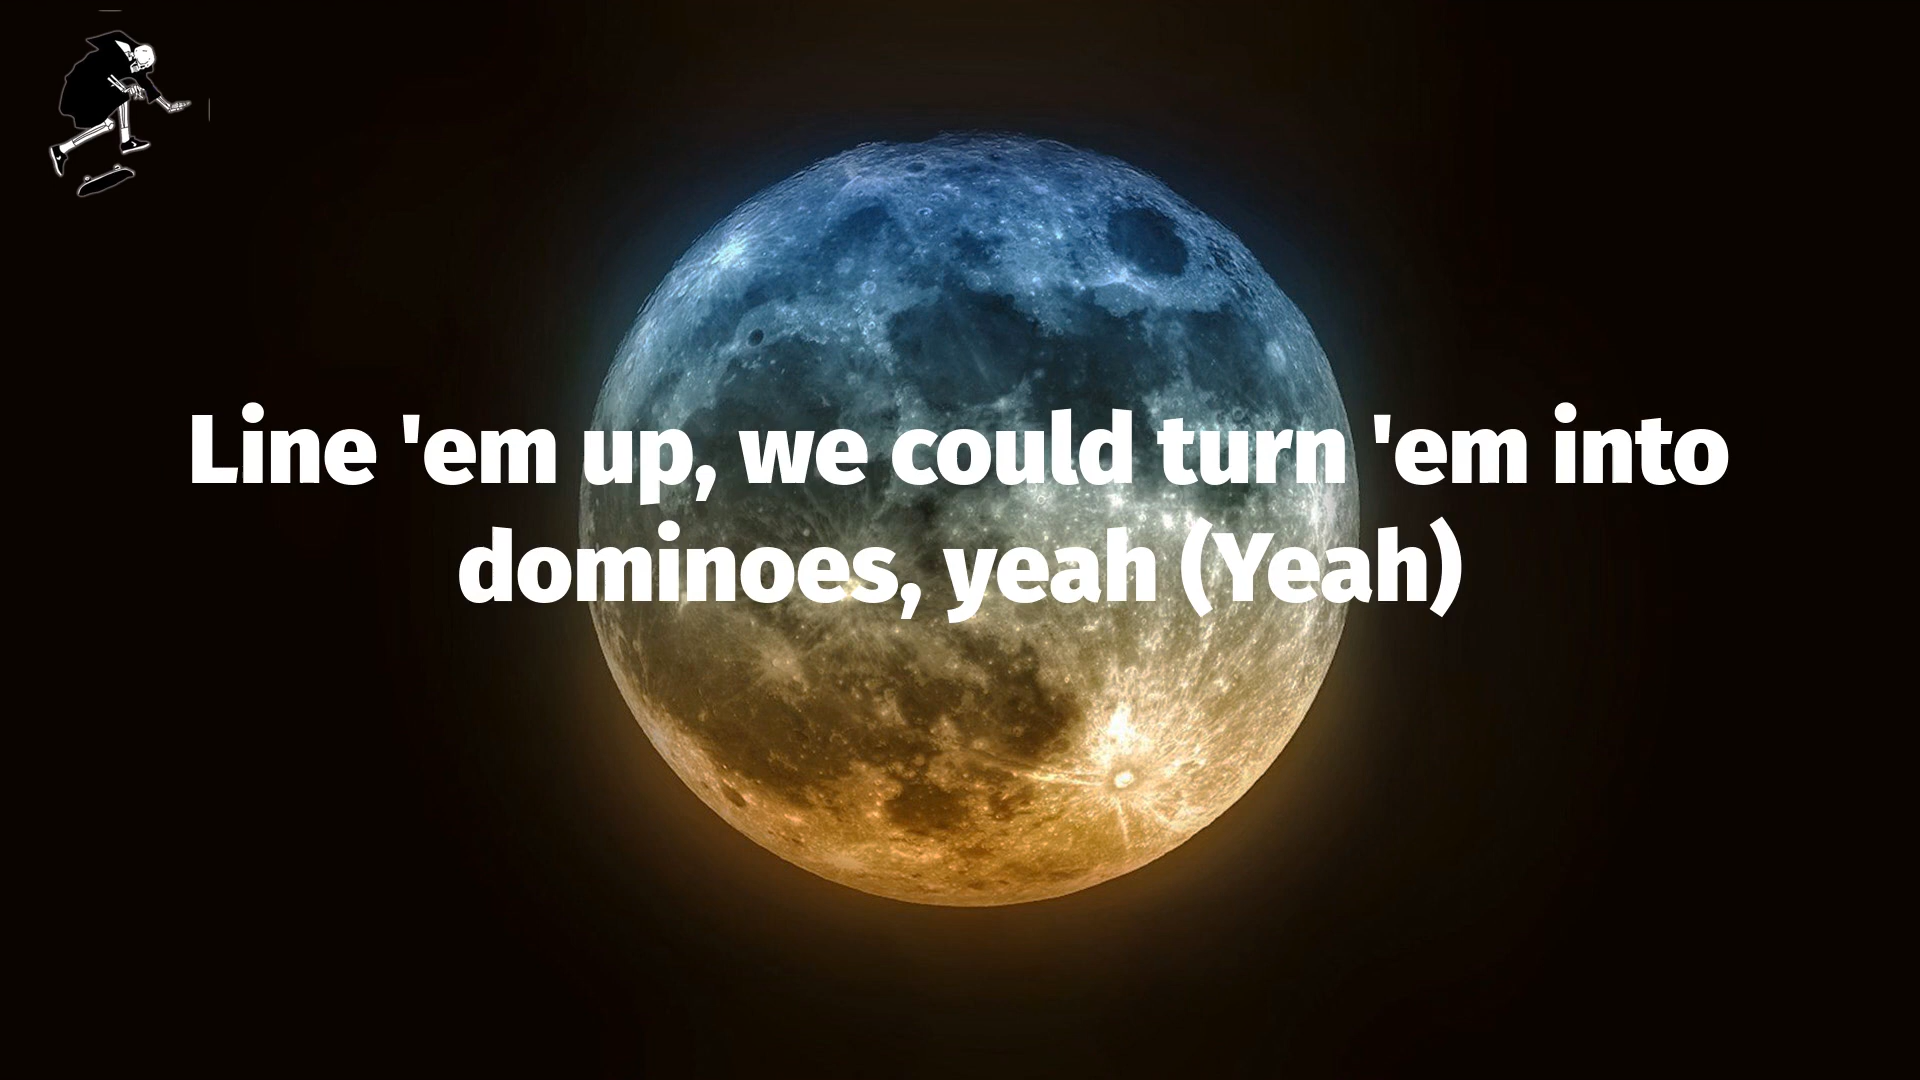 Line 'em up, we could turn 'em into
dominoes, yeah (Yeah)